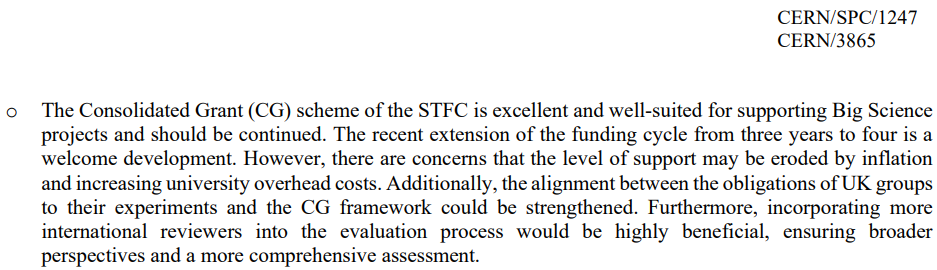 CERN/SPC/1247
CERN/3865
o The Consolidated Grant (CG) scheme of the STFC is excellent and well-suited for supporting Big Science
projects and should be continued. The recent extension of the funding cycle from three years to four is a
welcome development. However, there are concerns that the level of support may be eroded by inflation
and increasing university overhead costs. Additionally, the alignment between the obligations of UK groups
to their experiments and the CG framework could be strengthened. Furthermore, incorporating more
international reviewers into the evaluation process would be highly beneficial, ensuring broader
perspectives and a more comprehensive assessment.